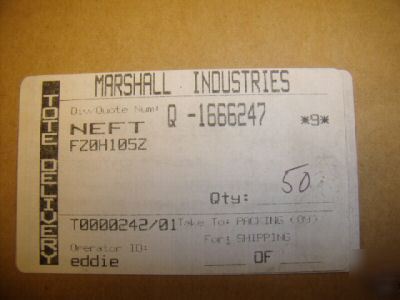 MARSHALL INDUSTRIES
TOTE DELIVERY
Div/Quote Num: Q -1666247
NEFT *9*
FZ0H105Z
Qty: 50
T0000242/01 Take To: PACKING (09)
For: SHIPPING
Operator ID:
eddie OF